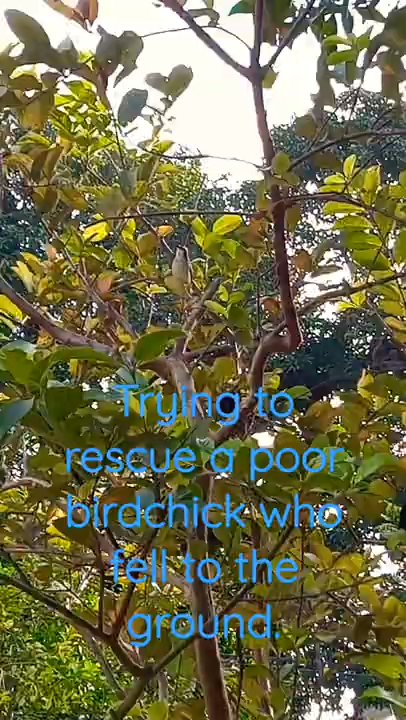 Trying to
rescue a poor
birdchick who
fell to the
ground.